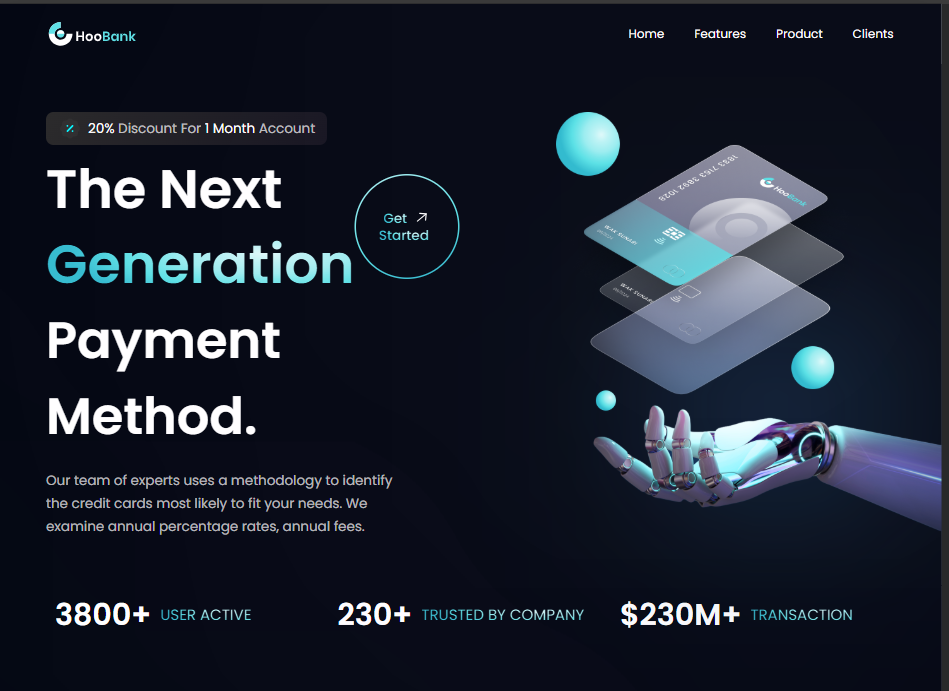 HooBank
Home Features Product Clients
20% Discount For 1 Month Account
The Next
Generation
Payment
Method.
Get
Started
Our team of experts uses a methodology to identify
the credit cards most likely to fit your needs. We
examine annual percentage rates, annual fees.
HooBank
3800+ USER ACTIVE
230+ TRUSTED BY COMPANY
$230M+ TRANSACTION